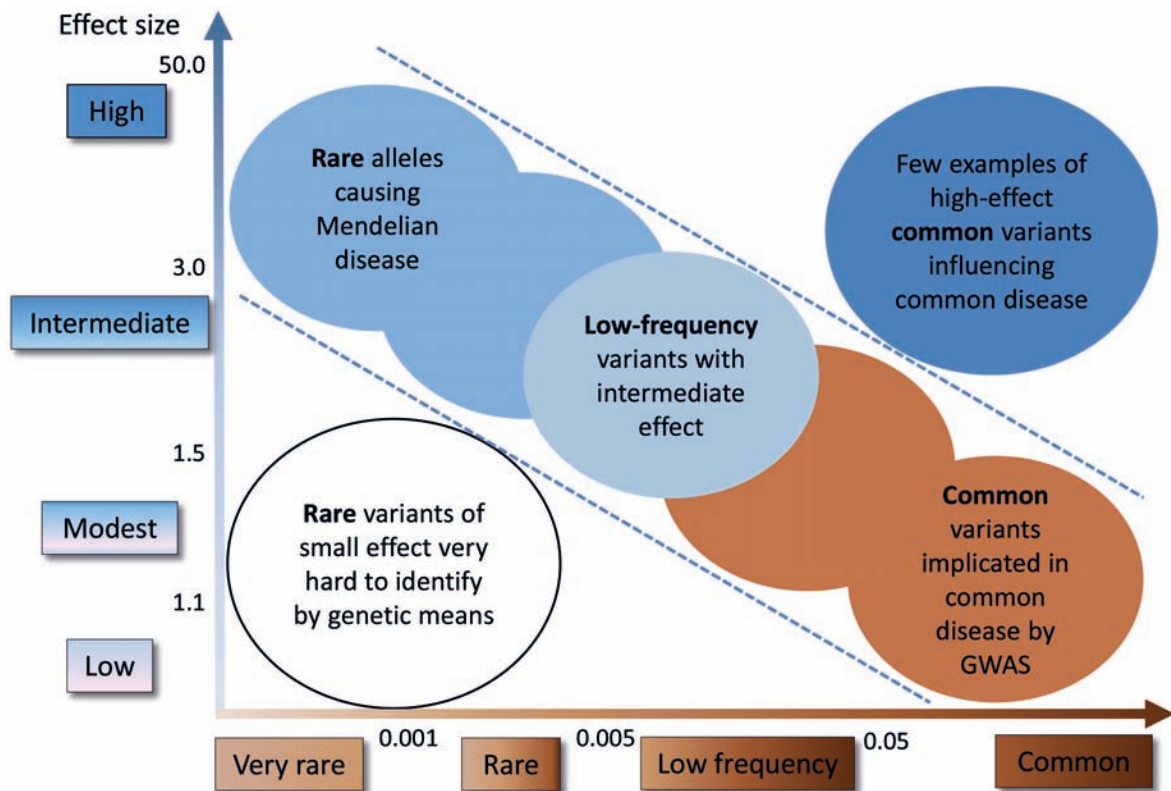 Effect size
50.0
High
3.0
Intermediate
1.5
Modest
1.1
Low
Rare alleles
causing
Mendelian
disease
Few examples of
high-effect
common variants
influencing
common disease
Low-frequency
variants with
intermediate
effect
Rare variants of
small effect very
hard to identify
by genetic means
Common
variants
implicated in
common
disease by
GWAS
0.001
0.005
0.05
Very rare
Rare
Low frequency
Common